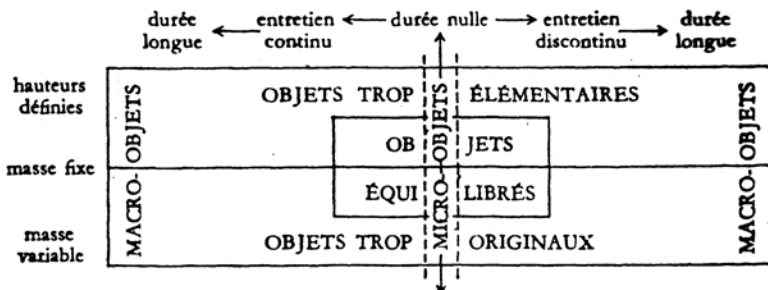 durée entretien durée nulle entretien durée
longue continu discontinu longue
hauteurs définies
OBJETS TROP ÉLÉMENTAIRES
MACRO-OBJETS
MICRO-OBJETS
MACRO-OBJETS
OB JETS
masse fixe
ÉQUI LIBRÉS
masse variable
OBJETS TROP ORIGINAUX